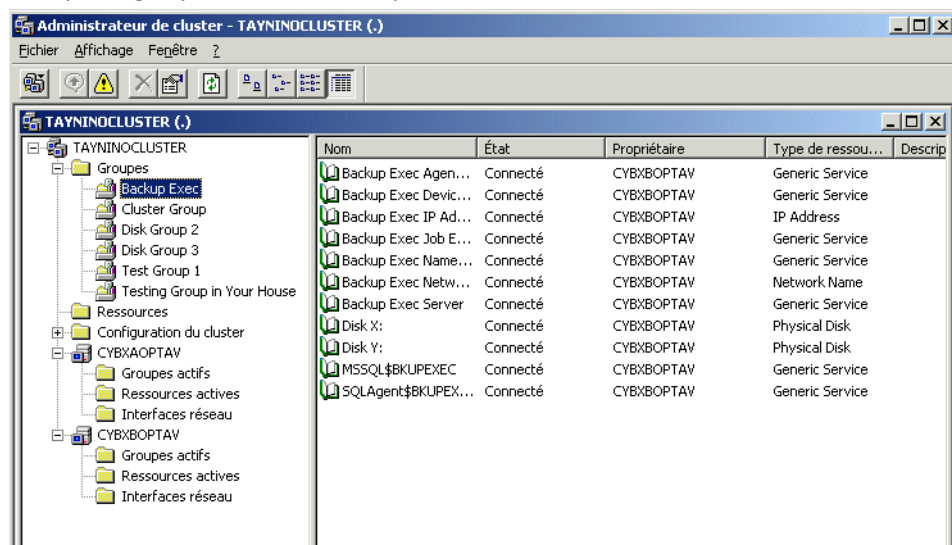 Administrateur de cluster - TAYNINOCLUSTER (.)
Fichier Affichage Fenêtre ?
TAYNINOCLUSTER (.)
TAYNINOCLUSTER
Groupes
Backup Exec
Cluster Group
Disk Group 2
Disk Group 3
Test Group 1
Testing Group in Your House
Ressources
Configuration du cluster
CYBXAOPTAV
Groupes actifs
Ressources actives
Interfaces réseau
CYBXBOPTAV
Groupes actifs
Ressources actives
Interfaces réseau
Nom État Propriétaire Type de ressou... Descrip
Backup Exec Agen... Connecté CYBXBOPTAV Generic Service
Backup Exec Devic... Connecté CYBXBOPTAV Generic Service
Backup Exec IP Ad... Connecté CYBXBOPTAV IP Address
Backup Exec Job E... Connecté CYBXBOPTAV Generic Service
Backup Exec Name... Connecté CYBXBOPTAV Generic Service
Backup Exec Netw... Connecté CYBXBOPTAV Network Name
Backup Exec Server Connecté CYBXBOPTAV Generic Service
Disk X: Connecté CYBXBOPTAV Physical Disk
Disk Y: Connecté CYBXBOPTAV Physical Disk
MSSQL$BKUPEXEC Connecté CYBXBOPTAV Generic Service
SQLAgent$BKUPEX... Connecté CYBXBOPTAV Generic Service